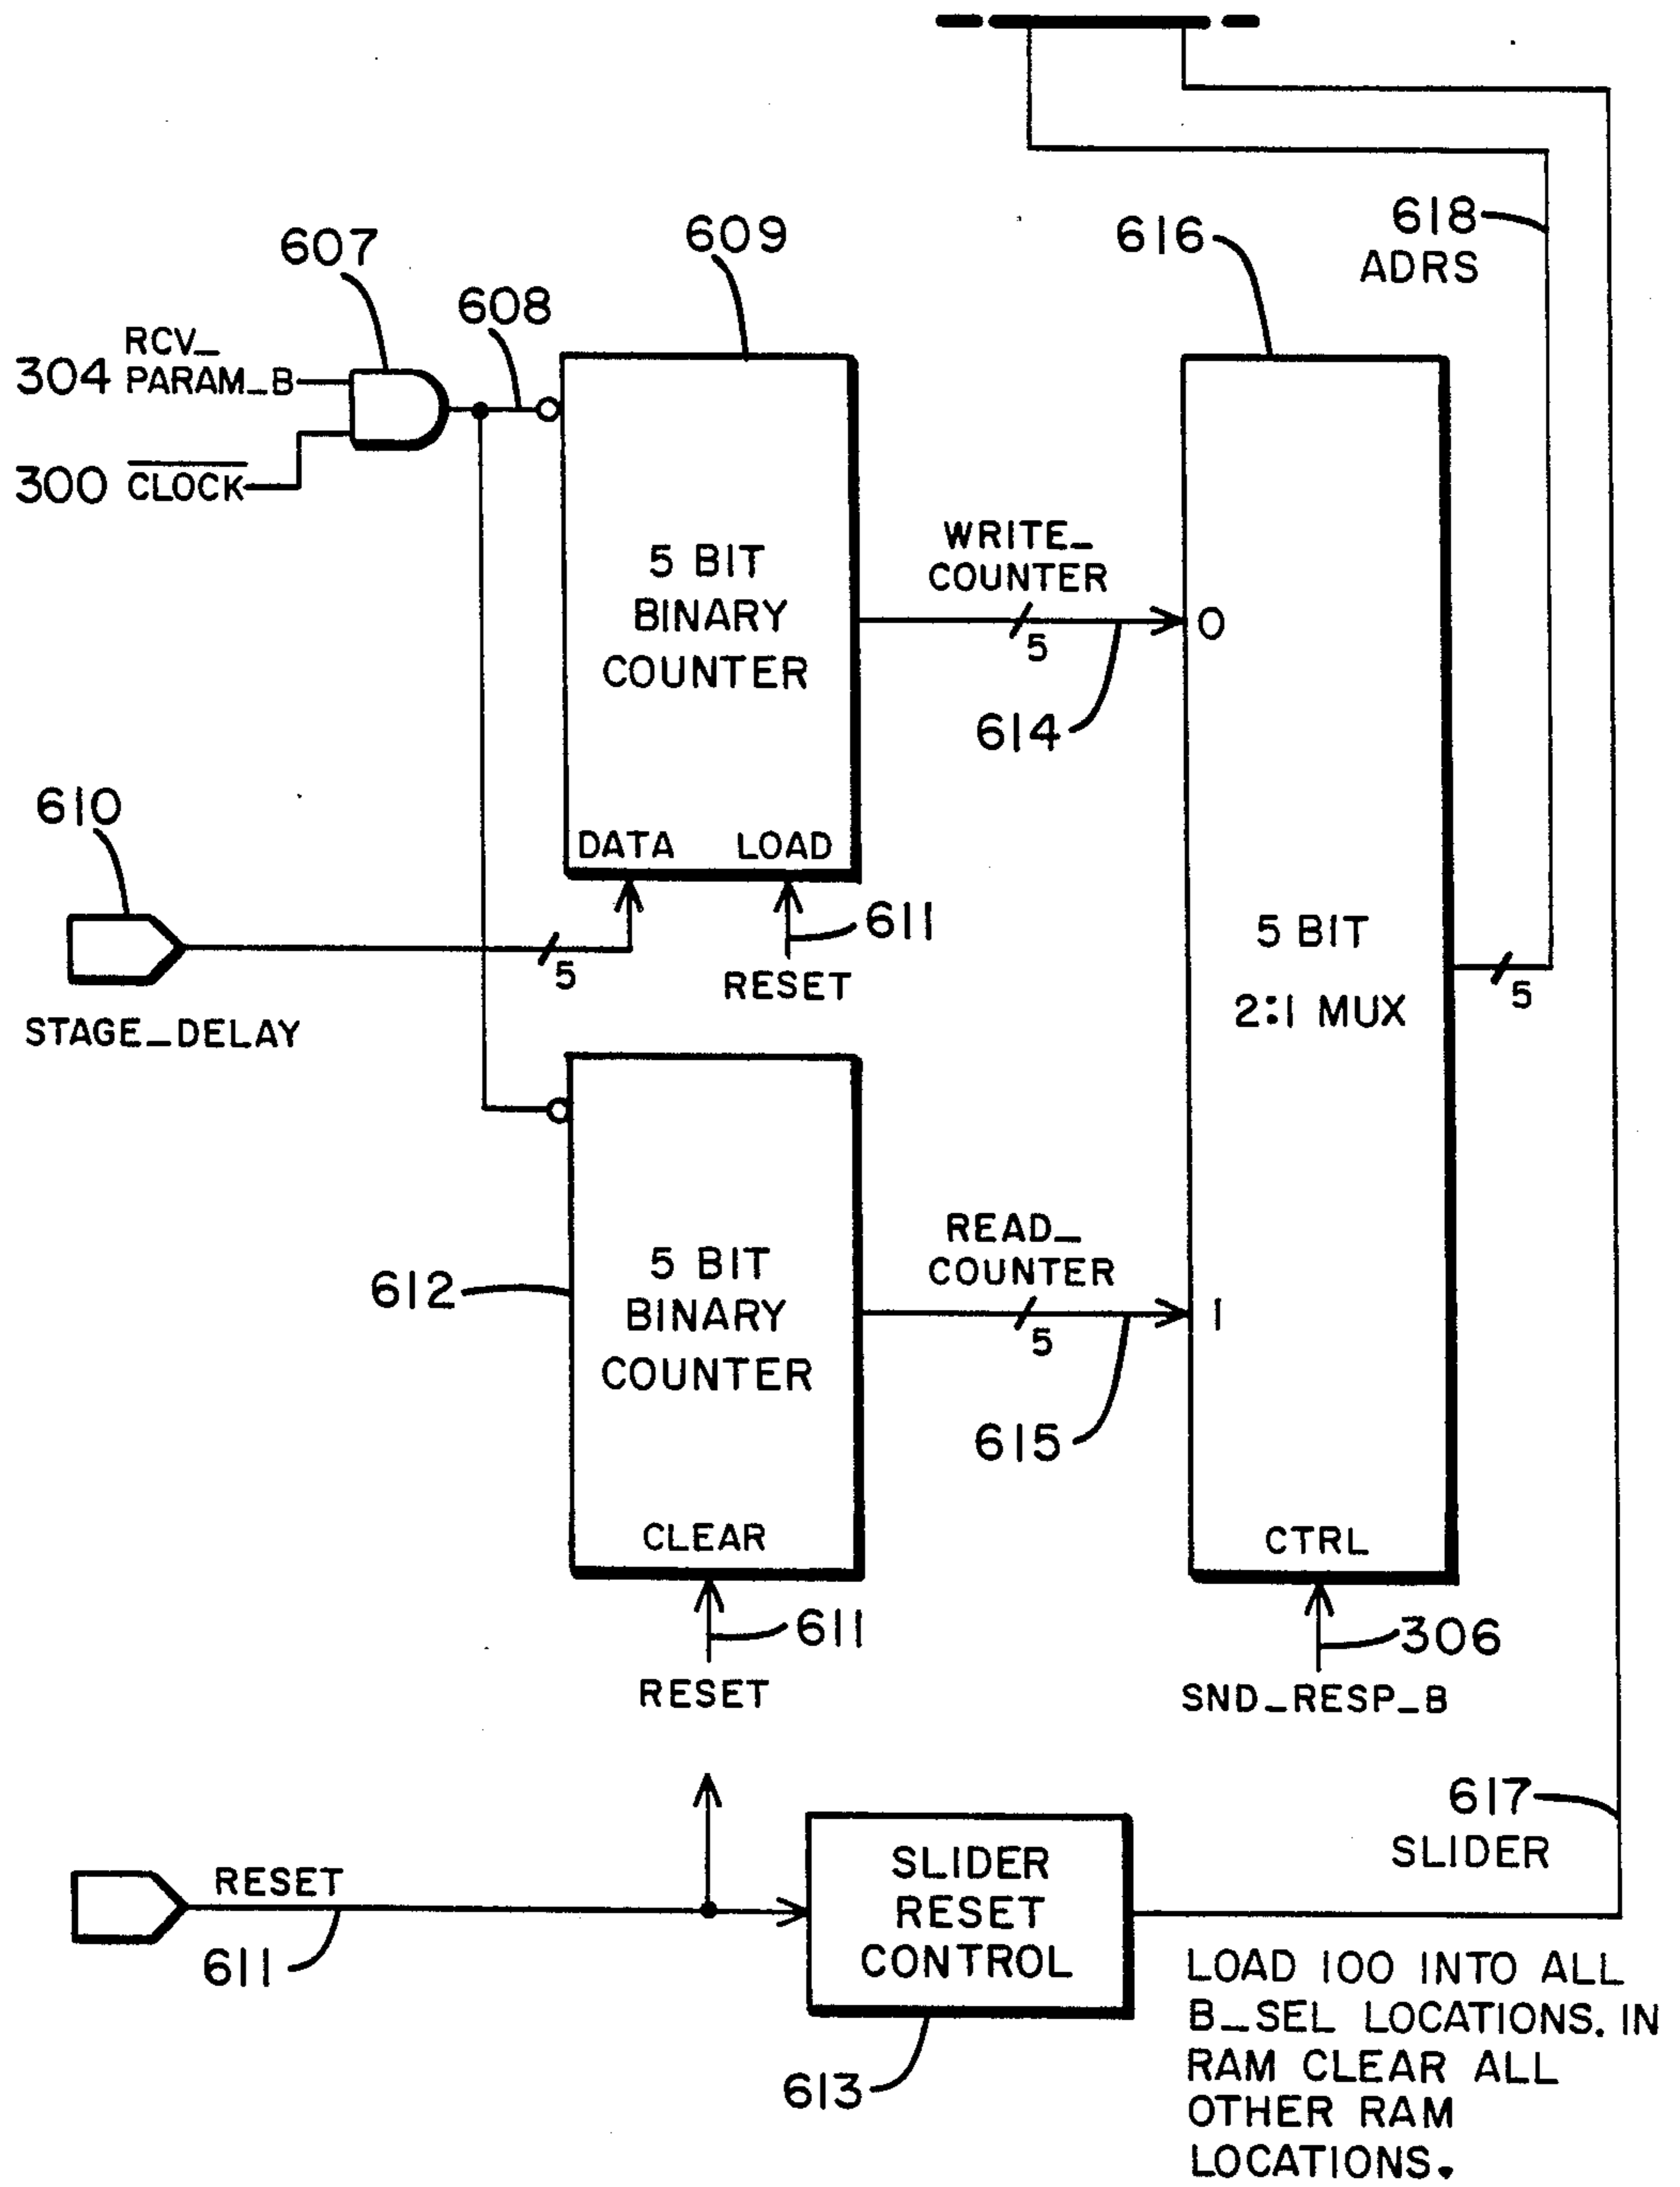 618
ADRS
616
609
607
608
RCV_
304 PARAM_B
300 CLOCK
5 BIT
BINARY
COUNTER
DATA LOAD
WRITE_
COUNTER
5
614
0
610
5
STAGE_DELAY
611
RESET
5 BIT
2:1 MUX
5
612
5 BIT
BINARY
COUNTER
CLEAR
READ_
COUNTER
5
615
1
CTRL
611
RESET
306
SND_RESP_B
617
SLIDER
RESET
611
SLIDER
RESET
CONTROL
613
LOAD 100 INTO ALL
B_SEL LOCATIONS. IN
RAM CLEAR ALL
OTHER RAM
LOCATIONS.